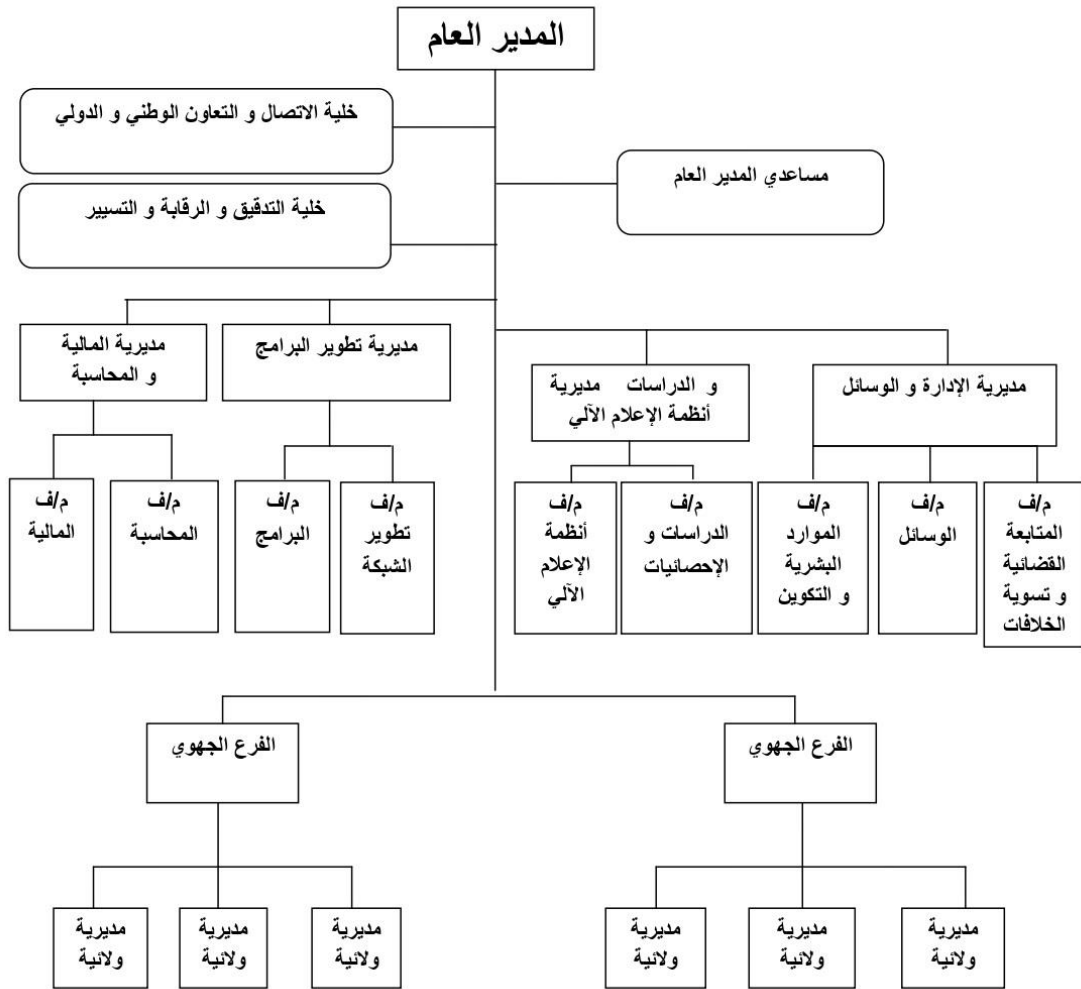 المدير العام
خلية الاتصال و التعاون الوطني و الدولي
مساعدي المدير العام
خلية التدقيق و الرقابة و التسيير
مديرية الإدارة و الوسائل
و الدراسات مديرية
أنظمة الإعلام الآلي
مديرية تطوير البرامج
مديرية المالية
و المحاسبة
م/ف
المتابعة
القضائية
و تسوية
الخلافات
م/ف
الوسائل
م/ف
الموارد
البشرية
و التكوين
م/ف
الدراسات و
الإحصائيات
م/ف
أنظمة
الإعلام
الآلي
م/ف
تطوير
الشبكة
م/ف
البرامج
م/ف
المحاسبة
م/ف
المالية
الفرع الجهوي
الفرع الجهوي
مديرية
ولائية
مديرية
ولائية
مديرية
ولائية
مديرية
ولائية
مديرية
ولائية
مديرية
ولائية